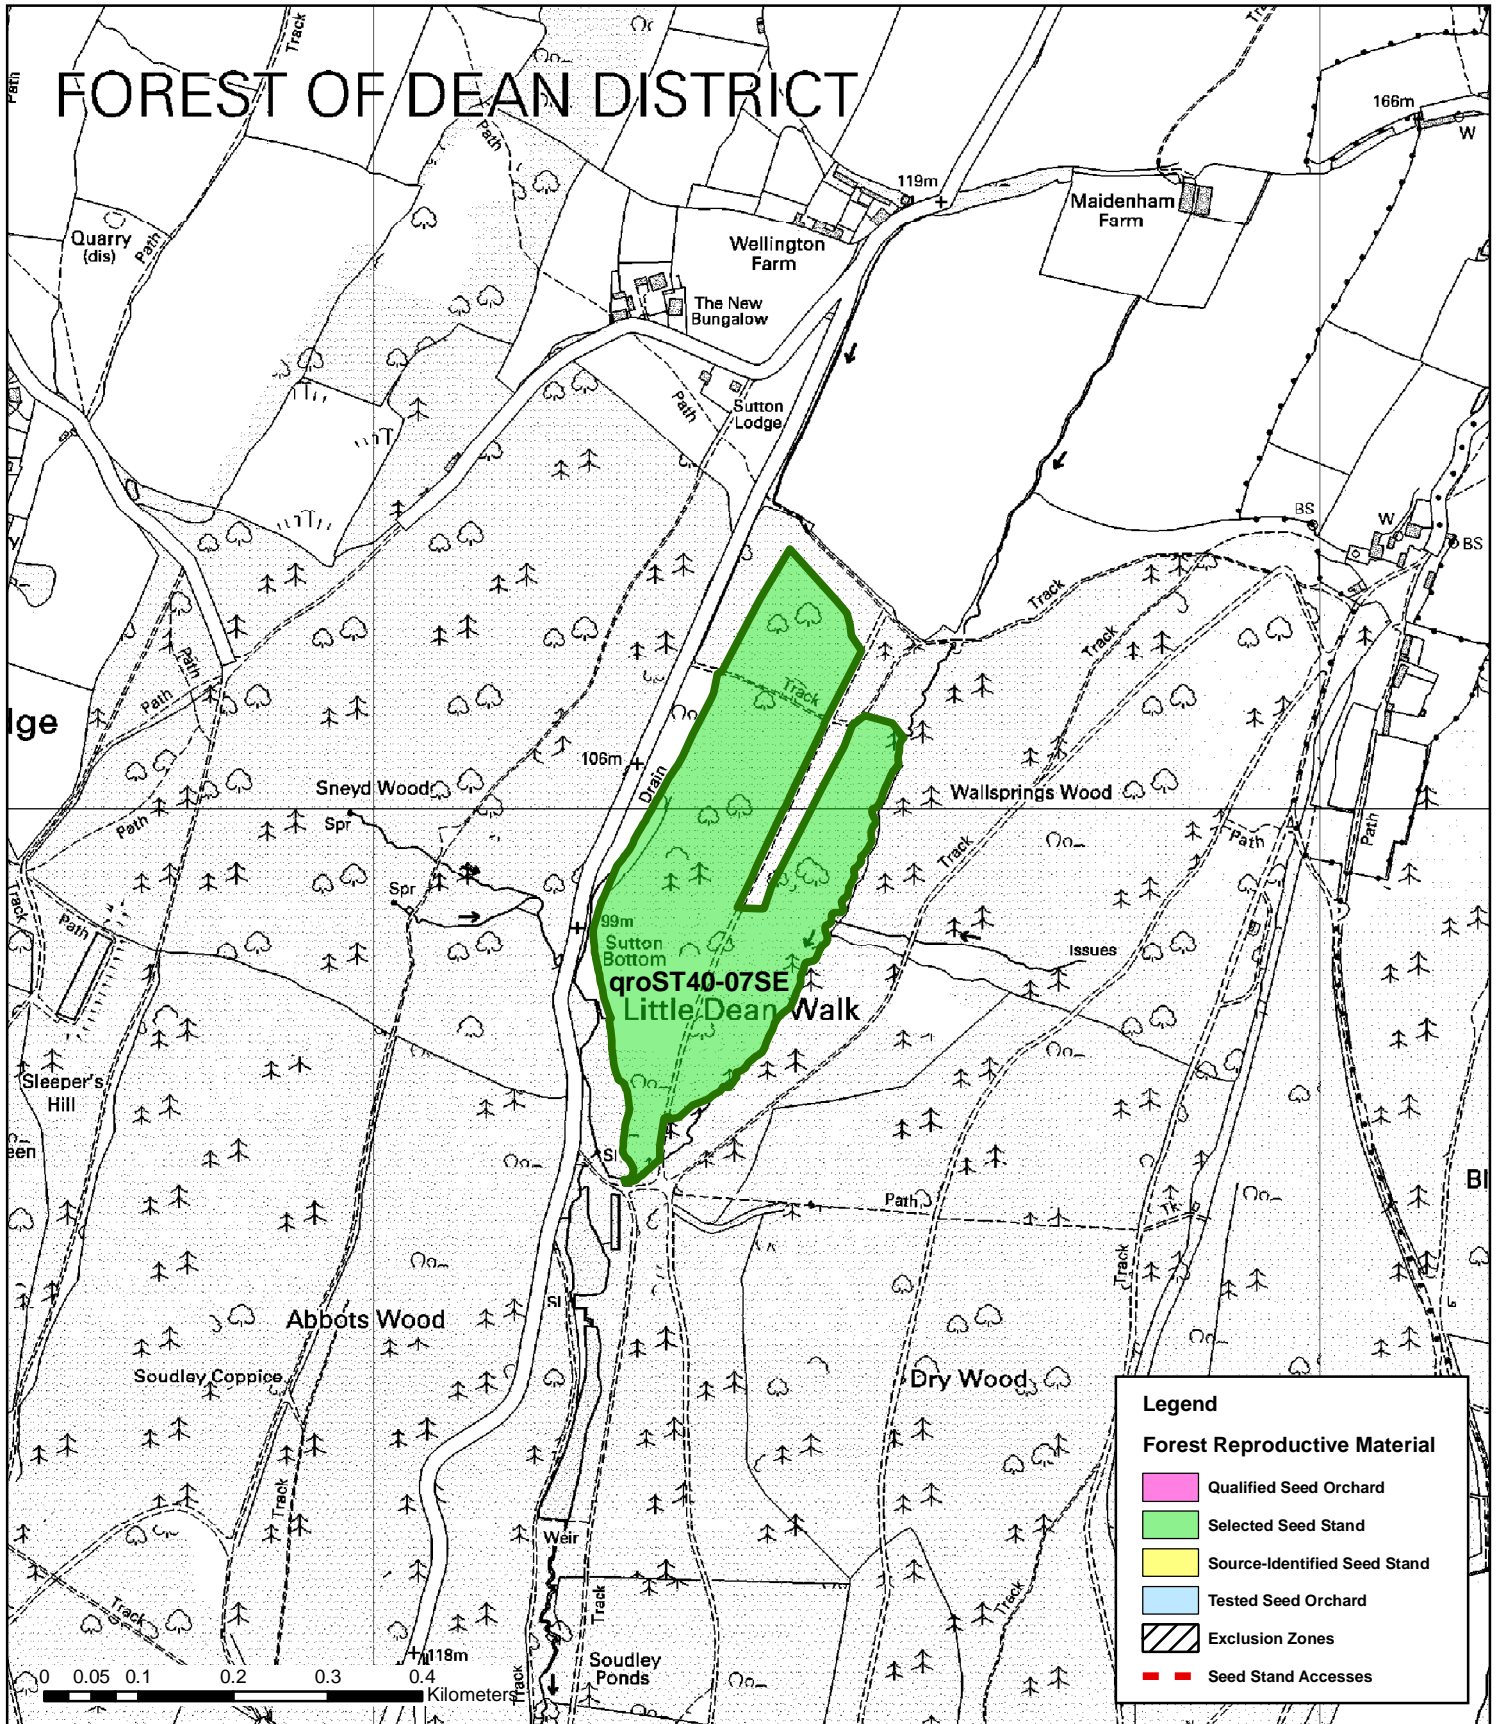 Track
Path
FOREST OF DEAN DISTRICT
Path
166m
W
119m
Maidenham
Farm
Quarry
(dis)
Path
Wellington
Farm
The New
Bungalow
Path
Sutton
Lodge
BS
W
BS
Track
Track
Path
Path
Track
lge
106m
Drain
Sneyd Wood
Spr
Wallsprings Wood
Path
Path
Path
Track
Spr
Track
Path
99m
Sutton
Bottom
Issues
qroST40-07SE
Little Dean Walk
Sleeper's
Hill
een
Sl
Path
Tk
Bl
Track
Sl
Abbots Wood
Soudley Coppice
Dry Wood
Track
Weir
Track
Track
Track
Soudley
Ponds
118m
Track
0 0.05 0.1 0.2 0.3 0.4
Kilometers
Legend
Forest Reproductive Material
Qualified Seed Orchard
Selected Seed Stand
Source-Identified Seed Stand
Tested Seed Orchard
Exclusion Zones
Seed Stand Accesses